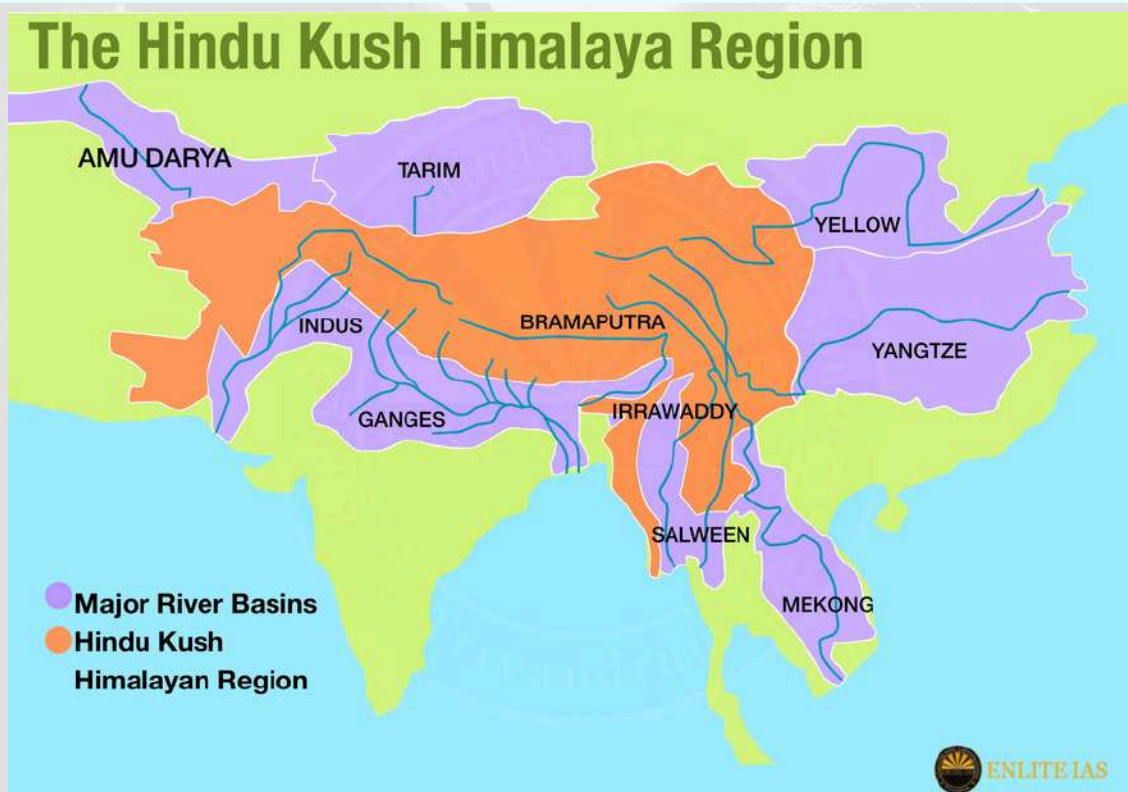 The Hindu Kush Himalaya Region
AMU DARYA
TARIM
YELLOW
INDUS
BRAMAPUTRA
YANGTZE
GANGES
IRRAWADDY
SALWEEN
MEKONG
Major River Basins
Hindu Kush
Himalayan Region
ENLITE IAS